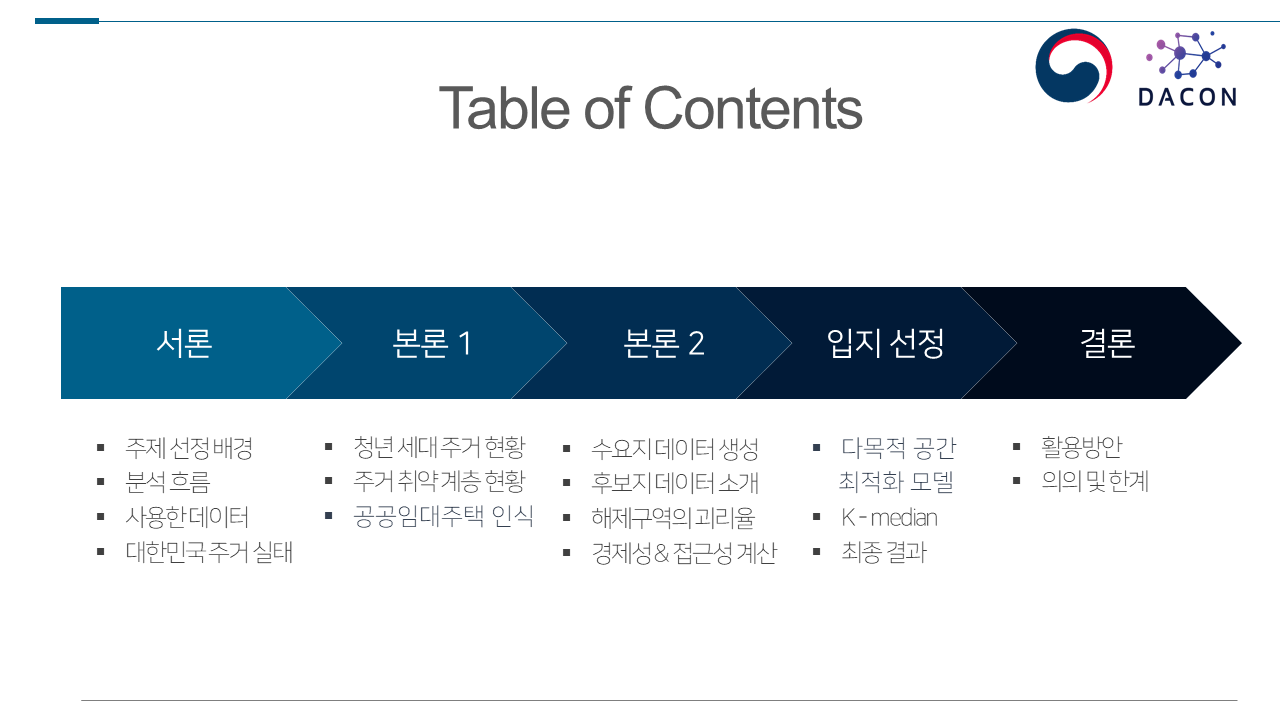 DACON
Table of Contents
서론
본론 1
본론 2
입지 선정
결론
주제 선정 배경
분석 흐름
사용한 데이터
대한민국 주거 실태
청년 세대 주거 현황
주거 취약 계층 현황
공공임대주택 인식
수요지 데이터 생성
후보지 데이터 소개
해제구역의 괴리율
경제성 & 접근성 계산
다목적 공간
최적화 모델
K - median
최종 결과
활용방안
의의 및 한계